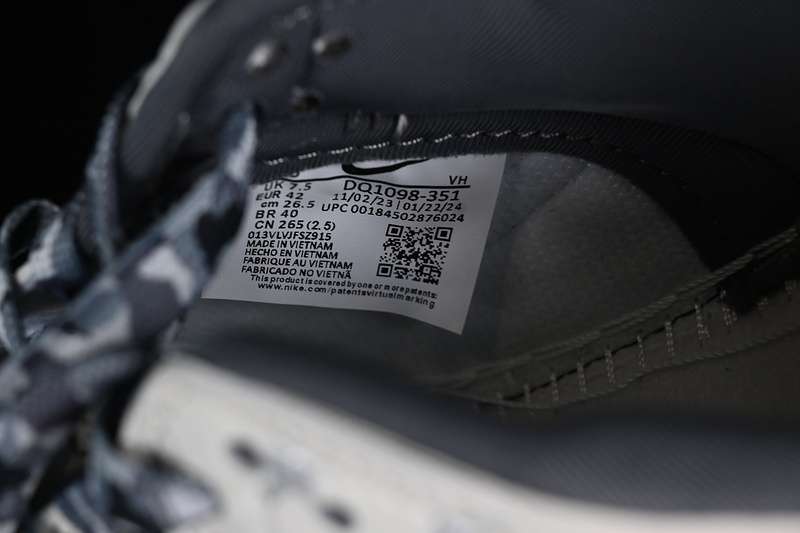 UK 7.5
EUR 42
cm 26.5
BR 40
CN 265 (2.5)
VH
DQ1098-351
11/02/23 | 01/22/24
UPC 00184502876024
013VLVJFSZ915
MADE IN VIETNAM
HECHO EN VIETNAM
FABRIQUE AU VIETNAM
FABRICADO NO VIETNÃ
This product is covered by one or more patents:
www.nike.com/patentsvirtualmarking